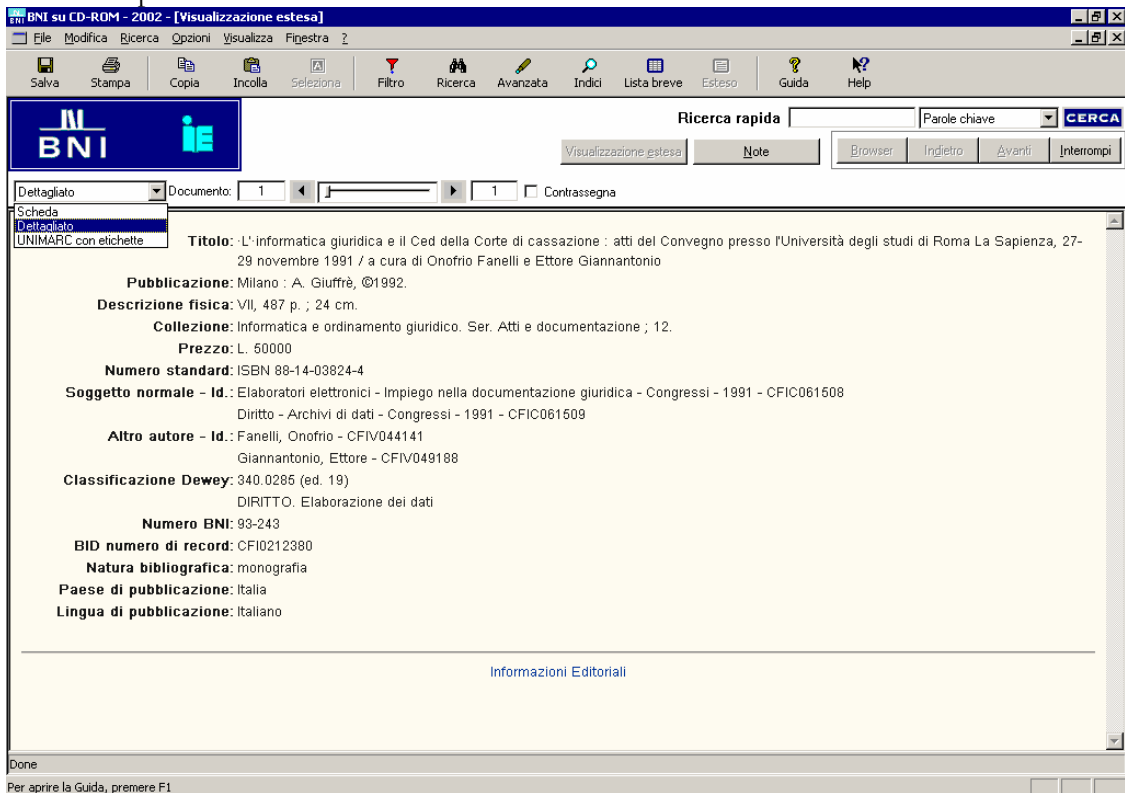 BNI su CD-ROM - 2002 - [Visualizzazione estesa]
File Modifica Ricerca Opzioni Visualizza Finestra ?
Salva Stampa Copia Incolla Seleziona Filtro Ricerca Avanzata Indici Lista breve Esteso Guida Help
BNI iE Ricerca rapida Parole chiave CERCA
Visualizzazione estesa Note Browser Indietro Avanti Interrompi
Dettagliato Documento: 1 1 Contrassegna
Scheda
Dettagliato
UNIMARC con etichette
Titolo: ·L'·informatica giuridica e il Ced della Corte di cassazione : atti del Convegno presso l'Università degli studi di Roma La Sapienza, 27-
29 novembre 1991 / a cura di Onofrio Fanelli e Ettore Giannantonio
Pubblicazione: Milano : A. Giuffrè, ©1992.
Descrizione fisica: VII, 487 p. ; 24 cm.
Collezione: Informatica e ordinamento giuridico. Ser. Atti e documentazione ; 12.
Prezzo: L. 50000
Numero standard: ISBN 88-14-03824-4
Soggetto normale - Id.: Elaboratori elettronici - Impiego nella documentazione giuridica - Congressi - 1991 - CFIC061508
Diritto - Archivi di dati - Congressi - 1991 - CFIC061509
Altro autore - Id.: Fanelli, Onofrio - CFIV044141
Giannantonio, Ettore - CFIV049188
Classificazione Dewey: 340.0285 (ed. 19)
DIRITTO. Elaborazione dei dati
Numero BNI: 93-243
BID numero di record: CFI0212380
Natura bibliografica: monografia
Paese di pubblicazione: Italia
Lingua di pubblicazione: Italiano
Informazioni Editoriali
Done
Per aprire la Guida, premere F1